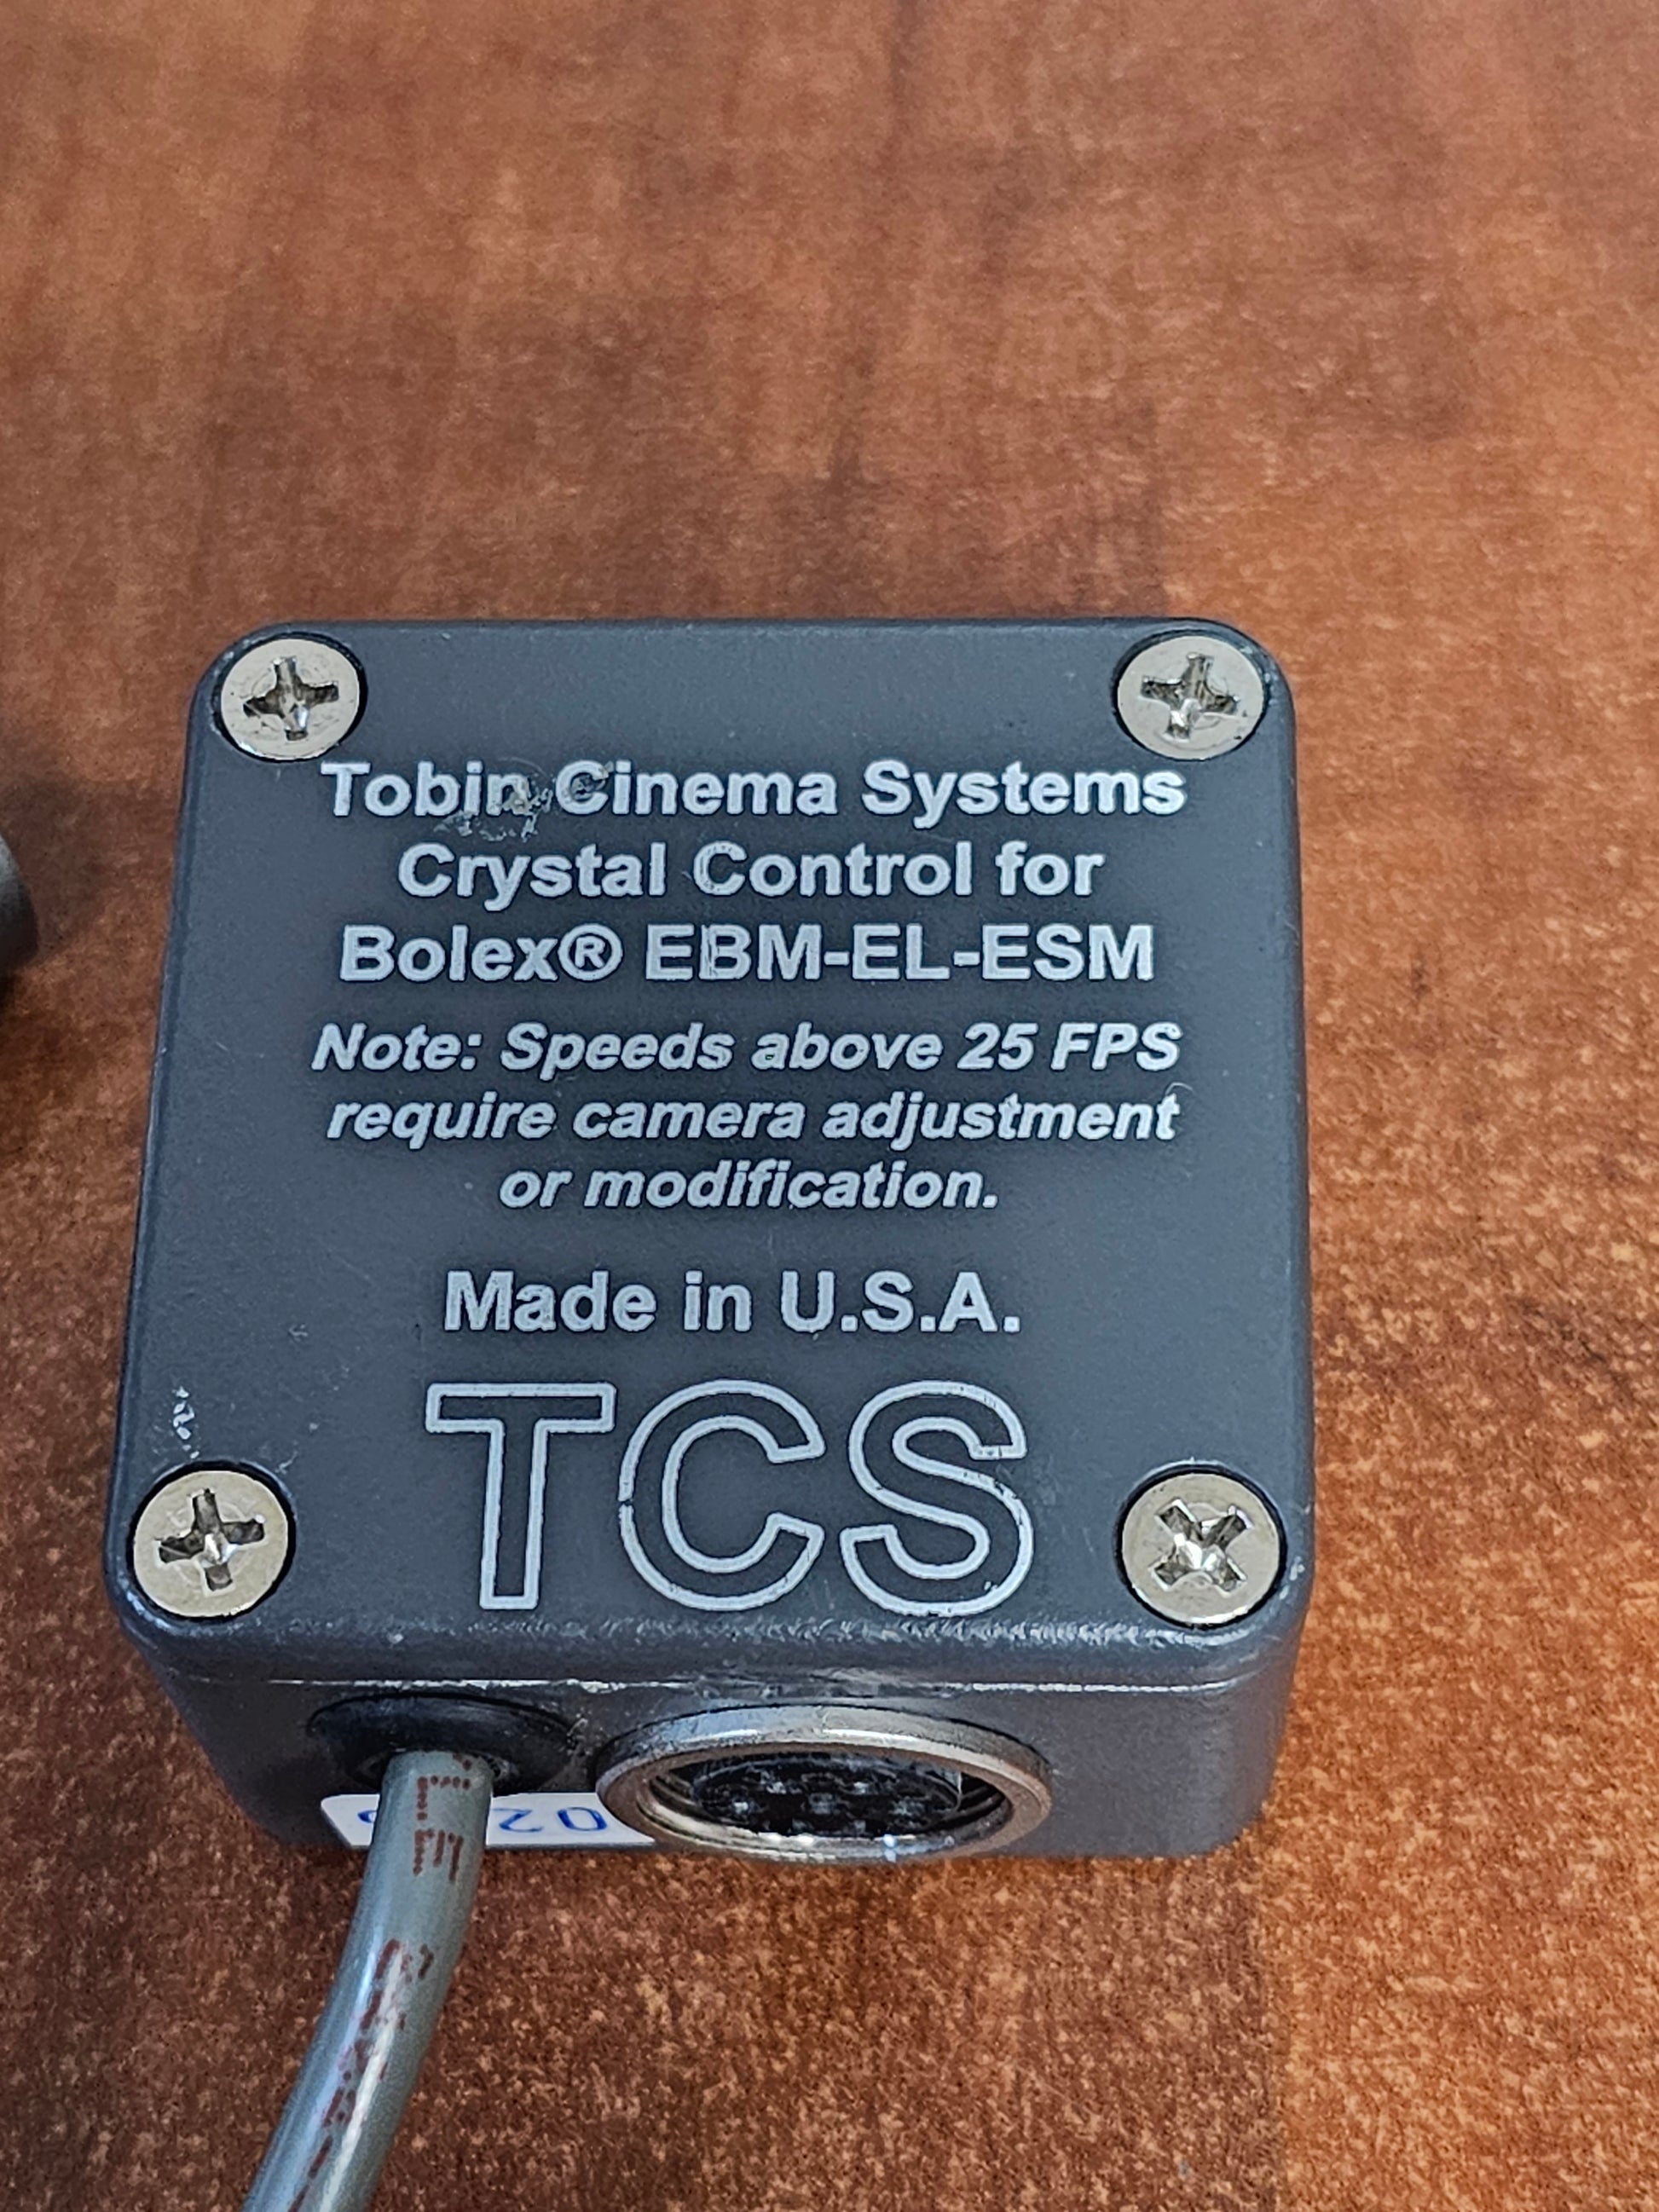 Tobin Cinema Systems
Crystal Control for
Bolex® EBM-EL-ESM
Note: Speeds above 25 FPS
require camera adjustment
or modification.
Made in U.S.A.
TCS